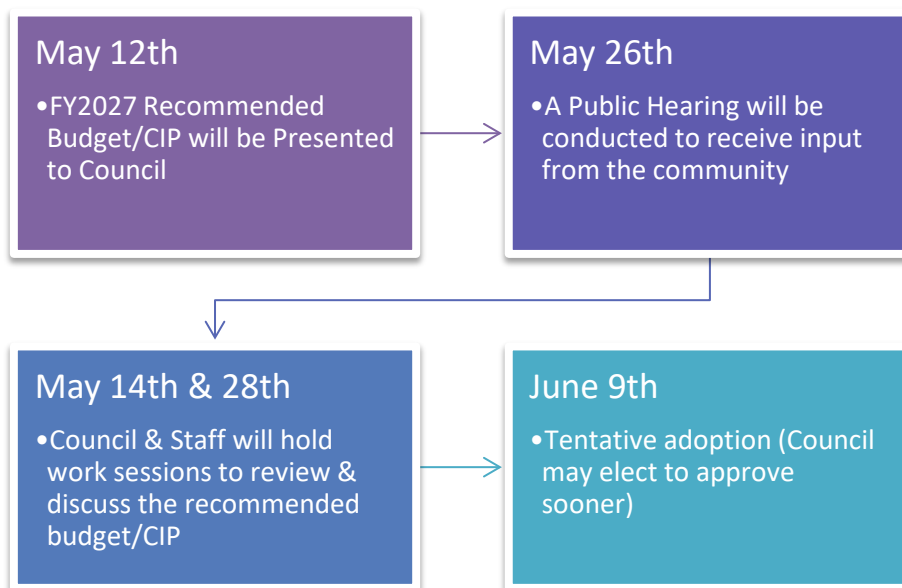 May 12th
•FY2027 Recommended
Budget/CIP will be Presented
to Council
May 26th
•A Public Hearing will be
conducted to receive input
from the community
May 14th & 28th
•Council & Staff will hold
work sessions to review &
discuss the recommended
budget/CIP
June 9th
•Tentative adoption (Council
may elect to approve
sooner)